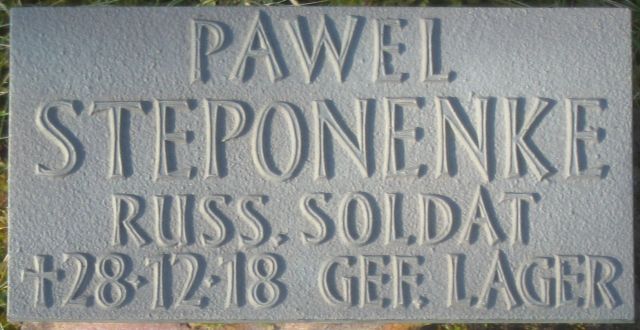 PAWEL
STEPONENKE
RUSS. SOLDAT
+28·12·18 GEF. LAGER